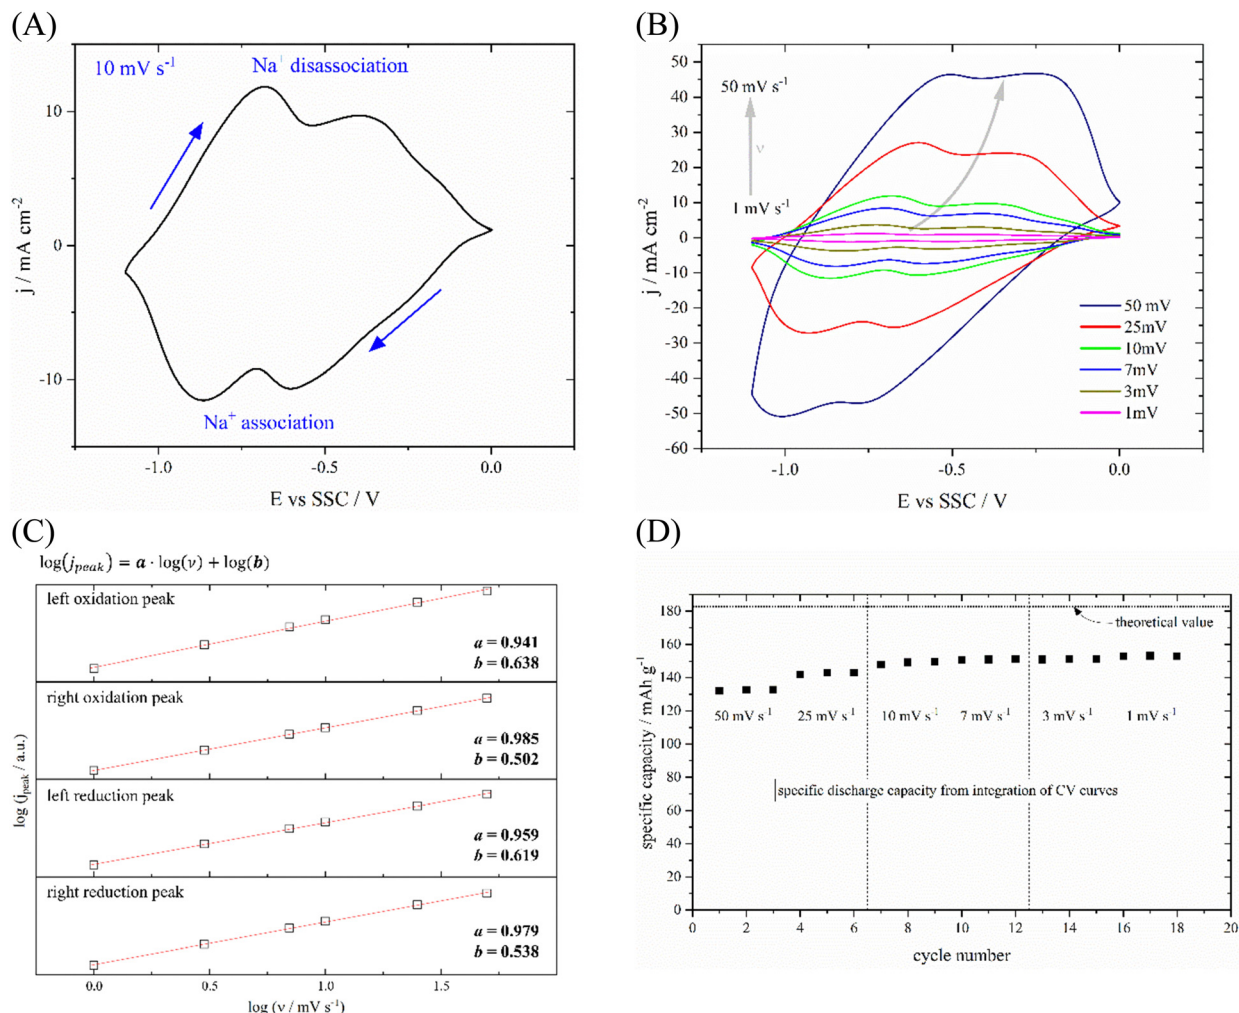 (A)
10 mV s⁻¹
Na⁺ disassociation
10
0
-10
j / mA cm⁻²
Na⁺ association
-1.0
-0.5
0.0
E vs SSC / V
(B)
50
40
30
20
10
0
-10
-20
-30
-40
-50
-60
j / mA cm⁻²
50 mV s⁻¹
ν
1 mV s⁻¹
50 mV
25mV
10mV
7mV
3mV
1mV
-1.0
-0.5
0.0
E vs SSC / V
(C)
log(j_peak) = a · log(ν) + log(b)
left oxidation peak
a = 0.941
b = 0.638
right oxidation peak
a = 0.985
b = 0.502
left reduction peak
a = 0.959
b = 0.619
right reduction peak
a = 0.979
b = 0.538
log (j_peak / a.u.)
0.0
0.5
1.0
1.5
log (ν / mV s⁻¹)
(D)
180
160
140
120
100
80
60
40
20
0
specific capacity / mAh g⁻¹
theoretical value
50 mV s⁻¹
25 mV s⁻¹
10 mV s⁻¹
7 mV s⁻¹
3 mV s⁻¹
1 mV s⁻¹
specific discharge capacity from integration of CV curves
0
2
4
6
8
10
12
14
16
18
20
cycle number